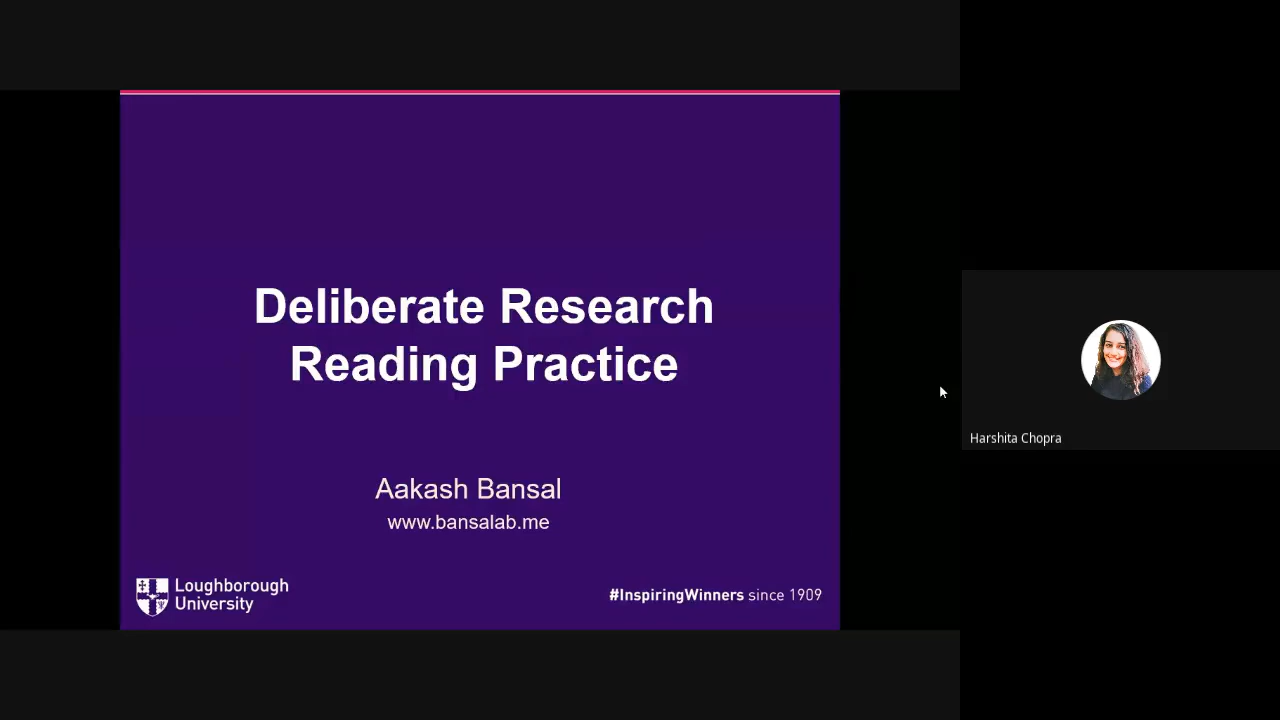 Deliberate Research
Reading Practice
Aakash Bansal
www.bansalab.me
Loughborough
University
#InspiringWinners since 1909
Harshita Chopra